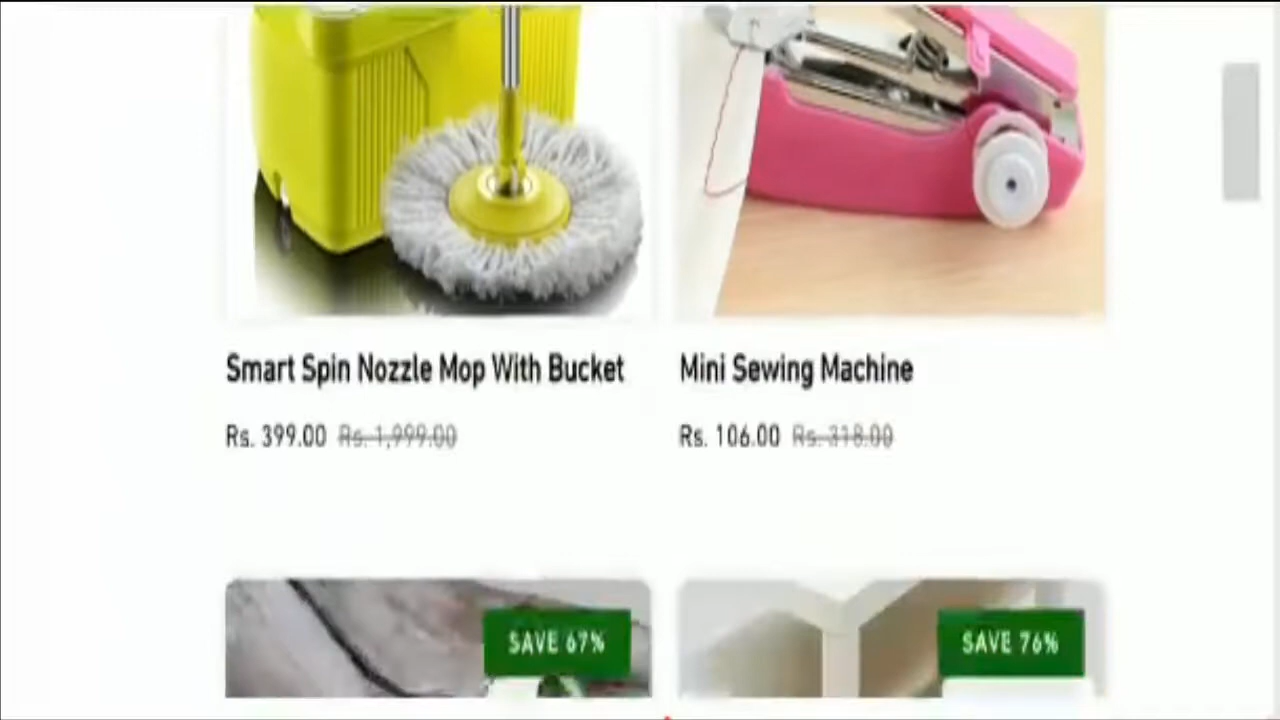 Smart Spin Nozzle Mop With Bucket
Rs. 399.00 Rs. 1,999.00
Mini Sewing Machine
Rs. 106.00 Rs. 318.00
SAVE 67%
SAVE 76%